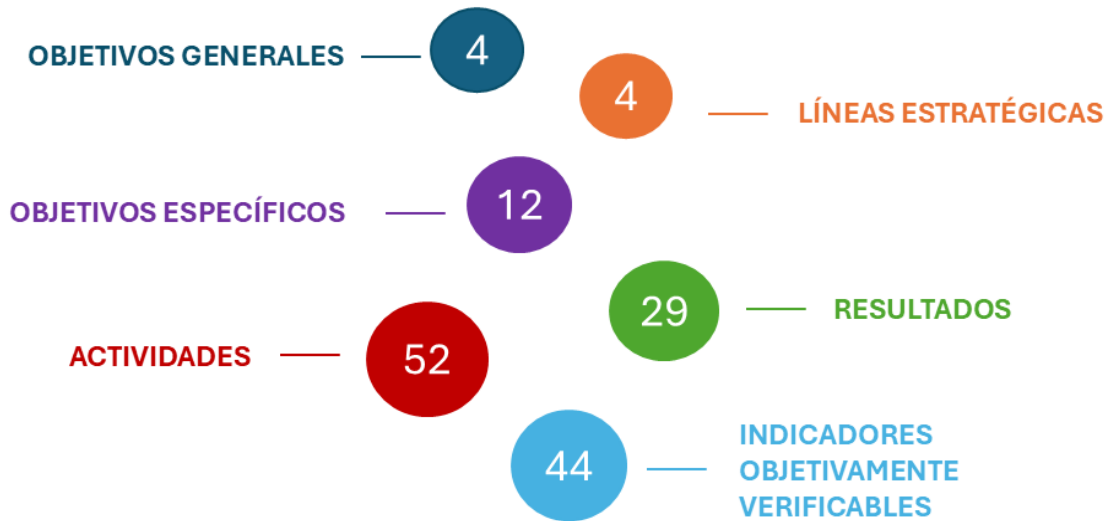 OBJETIVOS GENERALES
4
4
LÍNEAS ESTRATÉGICAS
OBJETIVOS ESPECÍFICOS
12
29
RESULTADOS
ACTIVIDADES
52
44
INDICADORES
OBJETIVAMENTE
VERIFICABLES